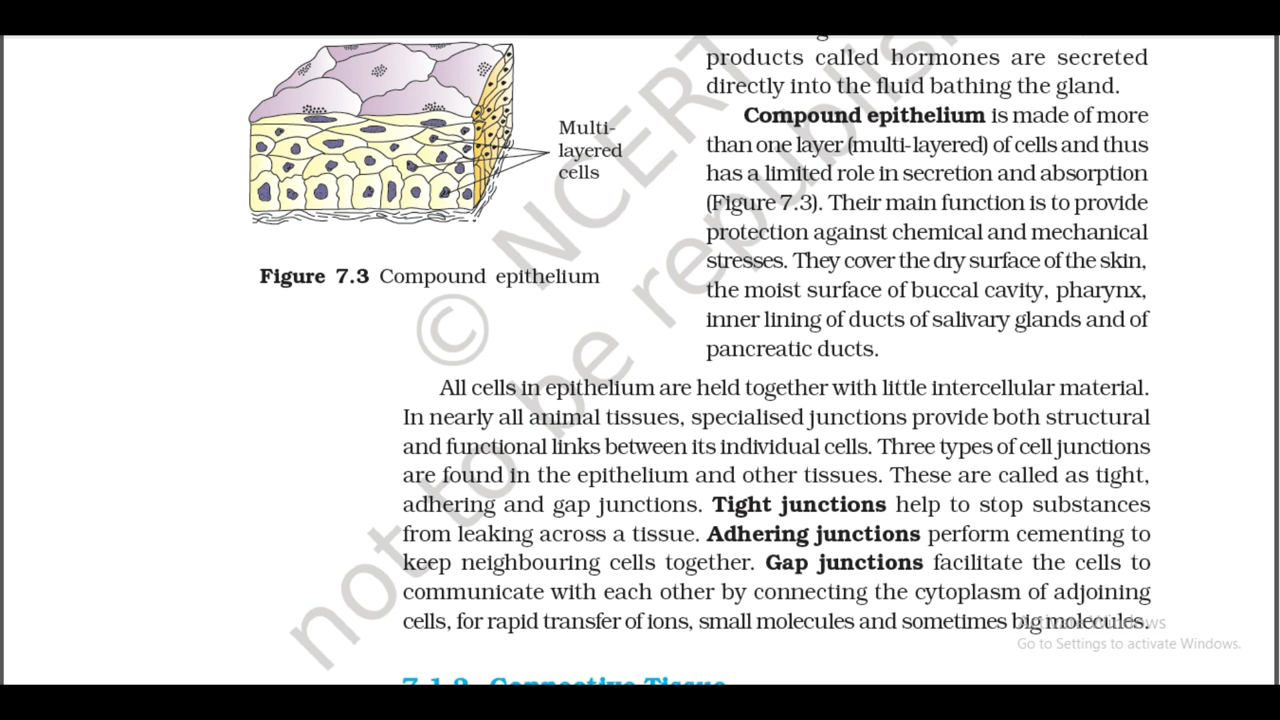 products called hormones are secreted
directly into the fluid bathing the gland.
Compound epithelium is made of more
than one layer (multi-layered) of cells and thus
has a limited role in secretion and absorption
(Figure 7.3). Their main function is to provide
protection against chemical and mechanical
stresses. They cover the dry surface of the skin,
the moist surface of buccal cavity, pharynx,
inner lining of ducts of salivary glands and of
pancreatic ducts.
Multi-
layered
cells
Figure 7.3 Compound epithelium
All cells in epithelium are held together with little intercellular material.
In nearly all animal tissues, specialised junctions provide both structural
and functional links between its individual cells. Three types of cell junctions
are found in the epithelium and other tissues. These are called as tight,
adhering and gap junctions. Tight junctions help to stop substances
from leaking across a tissue. Adhering junctions perform cementing to
keep neighbouring cells together. Gap junctions facilitate the cells to
communicate with each other by connecting the cytoplasm of adjoining
cells, for rapid transfer of ions, small molecules and sometimes big molecules.
7.1.2 Connective Tissue
© NCERT
not to be republish
Activate Windows
Go to Settings to activate Windows.